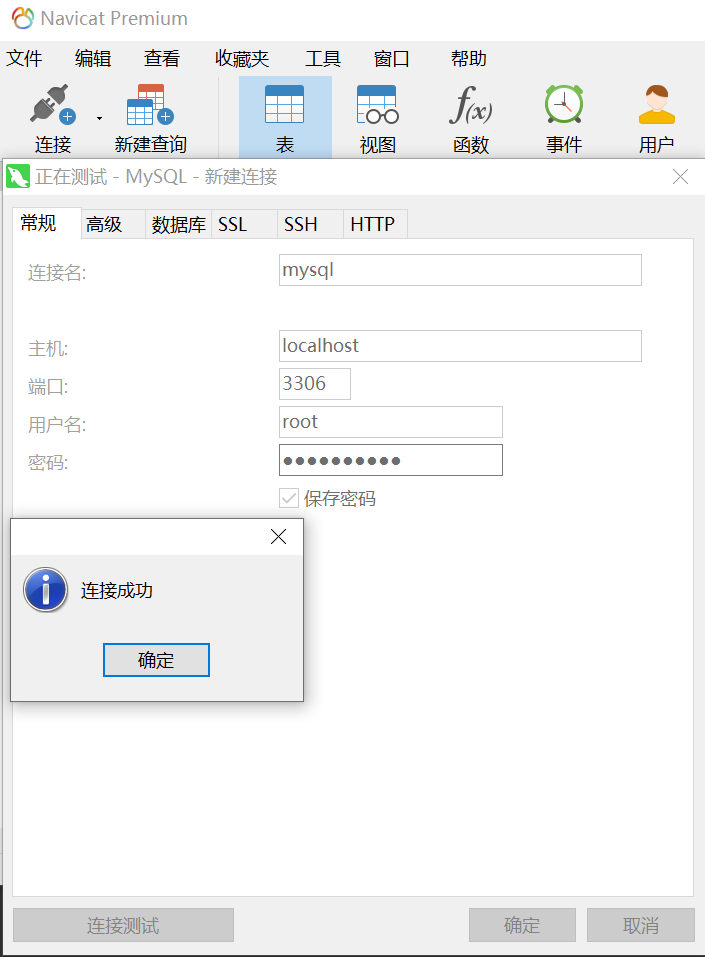 Navicat Premium
文件 编辑 查看 收藏夹 工具 窗口 帮助
连接 新建查询 表 视图 函数 事件 用户
正在测试 - MySQL - 新建连接
常规 高级 数据库 SSL SSH HTTP
连接名: mysql
主机: localhost
端口: 3306
用户名: root
密码: ●●●●●●●●●●
保存密码
连接成功
确定
连接测试 确定 取消